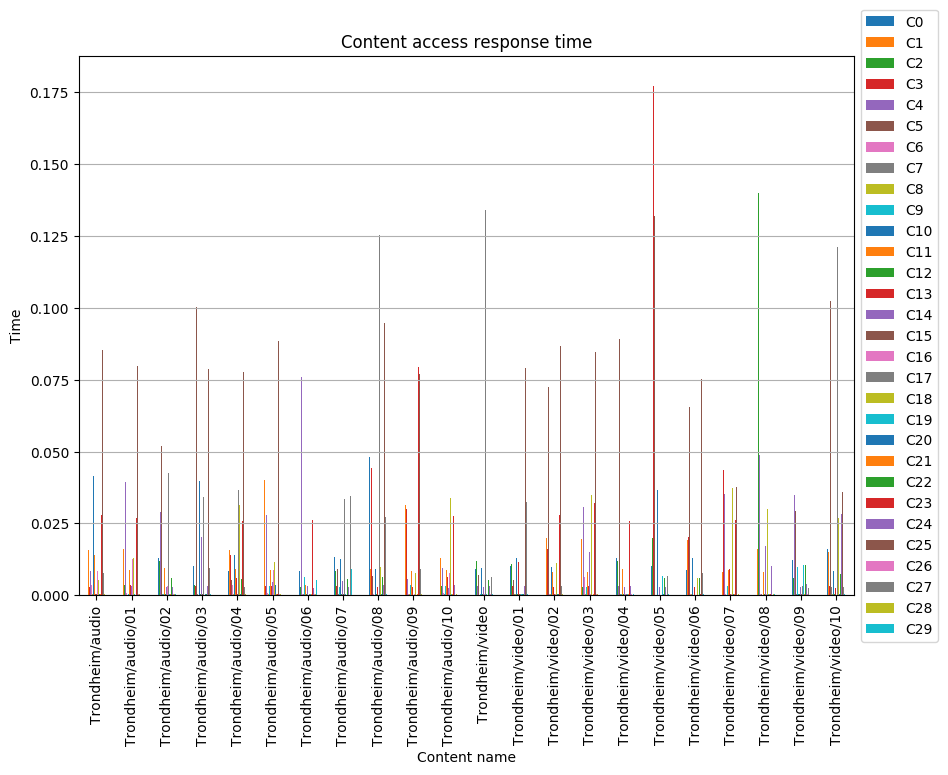 Content access response time
Time
0.175
0.150
0.125
0.100
0.075
0.050
0.025
0.000
Trondheim/audio
Trondheim/audio/01
Trondheim/audio/02
Trondheim/audio/03
Trondheim/audio/04
Trondheim/audio/05
Trondheim/audio/06
Trondheim/audio/07
Trondheim/audio/08
Trondheim/audio/09
Trondheim/audio/10
Trondheim/video
Trondheim/video/01
Trondheim/video/02
Trondheim/video/03
Trondheim/video/04
Trondheim/video/05
Trondheim/video/06
Trondheim/video/07
Trondheim/video/08
Trondheim/video/09
Trondheim/video/10
Content name
C0
C1
C2
C3
C4
C5
C6
C7
C8
C9
C10
C11
C12
C13
C14
C15
C16
C17
C18
C19
C20
C21
C22
C23
C24
C25
C26
C27
C28
C29